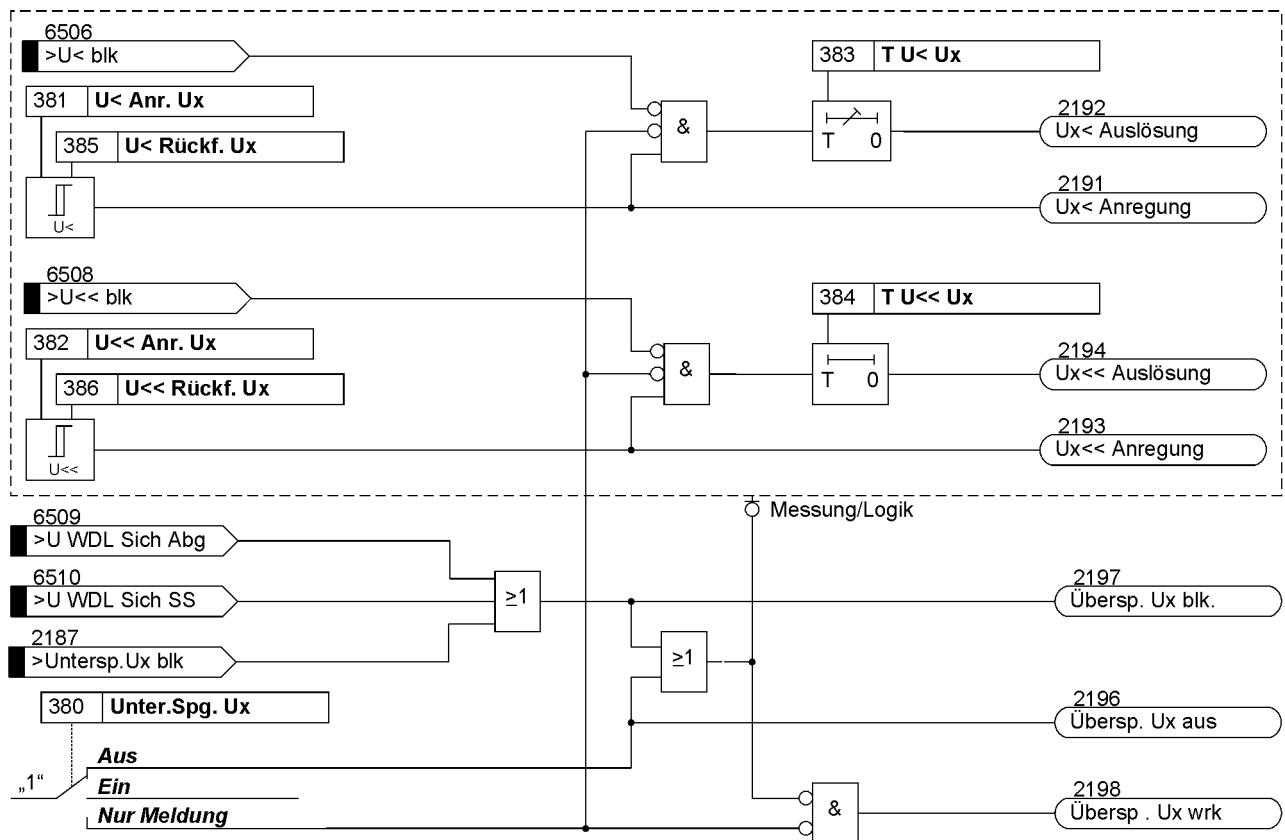 6506
>U< blk
383 T U< Ux
381 U< Anr. Ux
2192
Ux< Auslösung
&
385 U< Rückf. Ux
T 0
2191
Ux< Anregung
U<
6508
>U<< blk
384 T U<< Ux
382 U<< Anr. Ux
2194
Ux<< Auslösung
&
386 U<< Rückf. Ux
T 0
2193
Ux<< Anregung
U<<
Messung/Logik
6509
>U WDL Sich Abg
6510
>U WDL Sich SS
≥1
2197
Übersp. Ux blk.
2187
>Untersp.Ux blk
≥1
380 Unter.Spg. Ux
2196
Übersp. Ux aus
Aus
„1“
Ein
Nur Meldung
&
2198
Übersp . Ux wrk